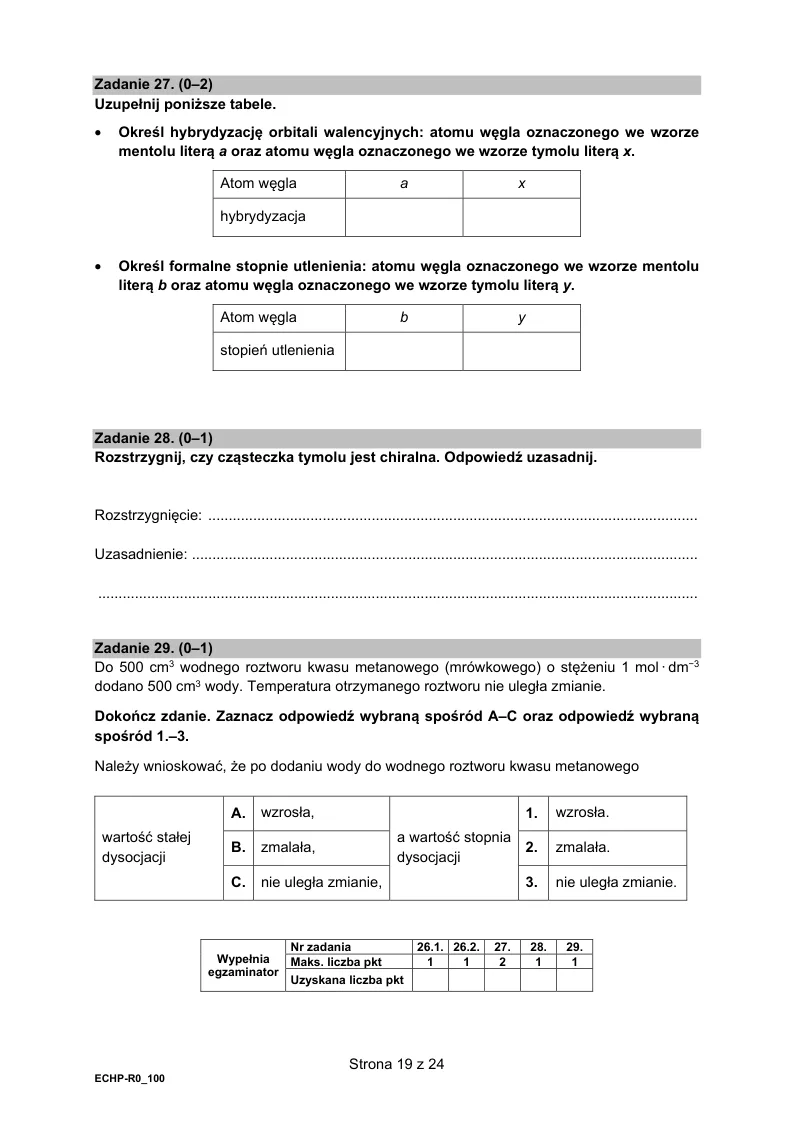 Zadanie 27. (0–2)
Uzupełnij poniższe tabele.
• Określ hybrydyzację orbitali walencyjnych: atomu węgla oznaczonego we wzorze
mentolu literą a oraz atomu węgla oznaczonego we wzorze tymolu literą x.
Atom węgla a x
hybrydyzacja
• Określ formalne stopnie utlenienia: atomu węgla oznaczonego we wzorze mentolu
literą b oraz atomu węgla oznaczonego we wzorze tymolu literą y.
Atom węgla b y
stopień utlenienia
Zadanie 28. (0–1)
Rozstrzygnij, czy cząsteczka tymolu jest chiralna. Odpowiedź uzasadnij.
Rozstrzygnięcie: ......................................................................................................................
Uzasadnienie: ..........................................................................................................................
..................................................................................................................................................
Zadanie 29. (0–1)
Do 500 cm³ wodnego roztworu kwasu metanowego (mrówkowego) o stężeniu 1 mol · dm⁻³
dodano 500 cm³ wody. Temperatura otrzymanego roztworu nie uległa zmianie.
Dokończ zdanie. Zaznacz odpowiedź wybraną spośród A–C oraz odpowiedź wybraną
spośród 1.–3.
Należy wnioskować, że po dodaniu wody do wodnego roztworu kwasu metanowego
wartość stałej
dysocjacji
A. wzrosła,
B. zmalała,
C. nie uległa zmianie,
a wartość stopnia
dysocjacji
1. wzrosła.
2. zmalała.
3. nie uległa zmianie.
Wypełnia
egzaminator
Nr zadania 26.1. 26.2. 27. 28. 29.
Maks. liczba pkt 1 1 2 1 1
Uzyskana liczba pkt
Strona 19 z 24
ECHP-R0_100